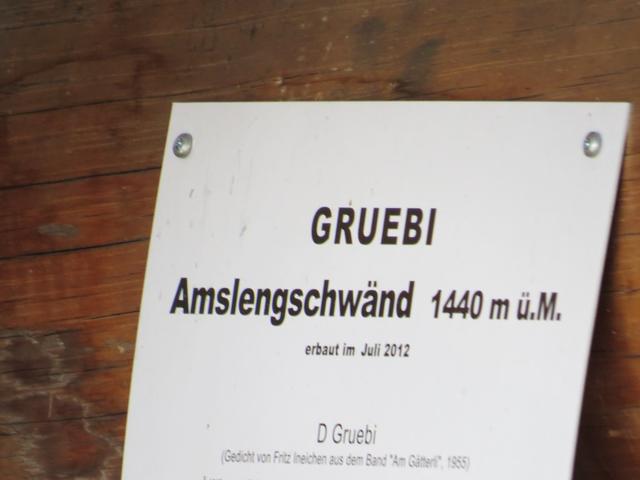 GRUEBI
Amslengschwänd 1440 m ü.M.
erbaut im Juli 2012
D Gruebi
(Gedicht von Fritz Ineichen aus dem Band "Am Gätterli", 1955)